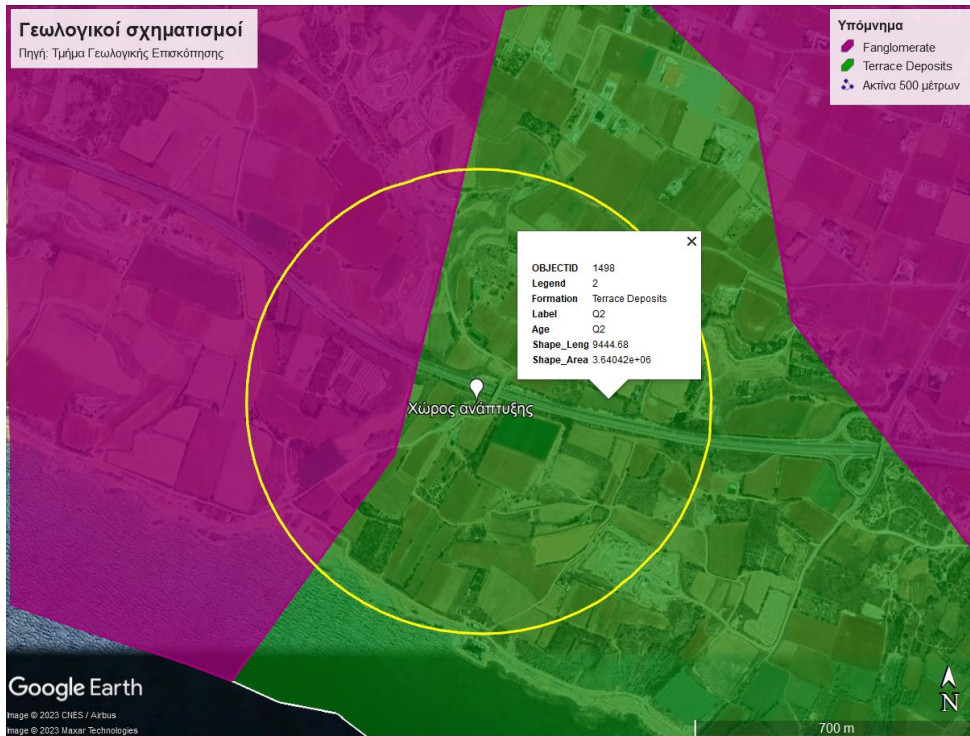 Γεωλογικοί σχηματισμοί
Πηγή: Τμήμα Γεωλογικής Επισκόπησης
Υπόμνημα
Fanglomerate
Terrace Deposits
Ακτίνα 500 μέτρων
OBJECTID 1498
Legend 2
Formation Terrace Deposits
Label Q2
Age Q2
Shape_Leng 9444.68
Shape_Area 3.64042e+06
Χώρος ανάπτυξης
Google Earth
Image © 2023 CNES / Airbus
Image © 2023 Maxar Technologies
N
700 m